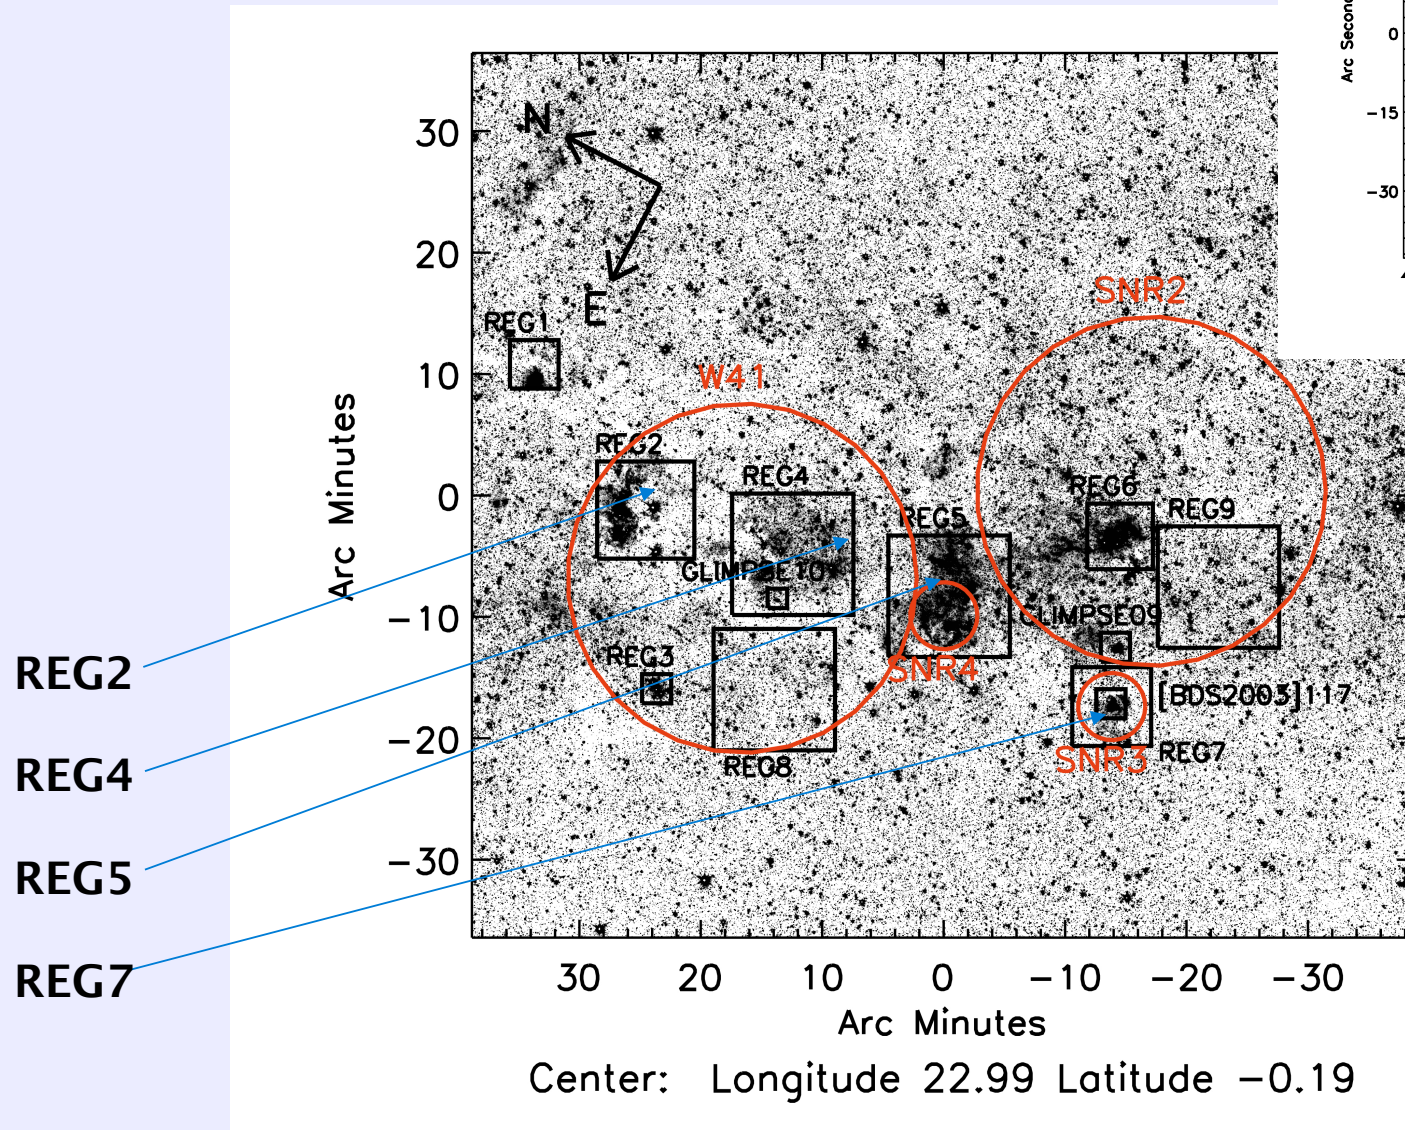 Arc Second
0
−15
−30
N
E
30
20
10
0
−10
−20
−30
Arc Minutes
SNR2
REG1
W41
REG2
REG4
REG6
REG5
REG9
GLIMPSE10
GLIMPSE09
REG3
SNR4
[BDS2003]117
REG8
SNR3
REG7
REG2
REG4
REG5
REG7
30 20 10 0 −10 −20 −30
Arc Minutes
Center: Longitude 22.99 Latitude −0.19